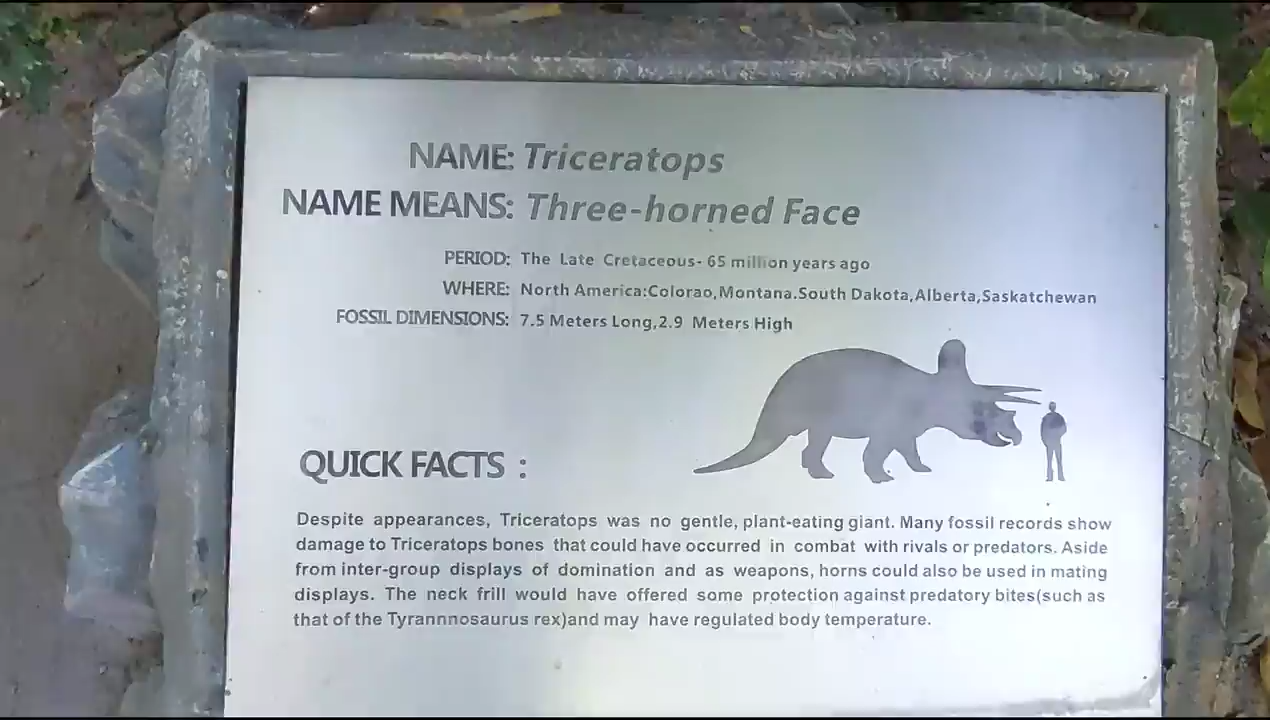 NAME: Triceratops
NAME MEANS: Three-horned Face
PERIOD: The Late Cretaceous- 65 million years ago
WHERE: North America:Colorao,Montana.South Dakota,Alberta,Saskatchewan
FOSSIL DIMENSIONS: 7.5 Meters Long,2.9 Meters High
QUICK FACTS :
Despite appearances, Triceratops was no gentle, plant-eating giant. Many fossil records show
damage to Triceratops bones that could have occurred in combat with rivals or predators. Aside
from inter-group displays of domination and as weapons, horns could also be used in mating
displays. The neck frill would have offered some protection against predatory bites(such as
that of the Tyrannnosaurus rex)and may have regulated body temperature.